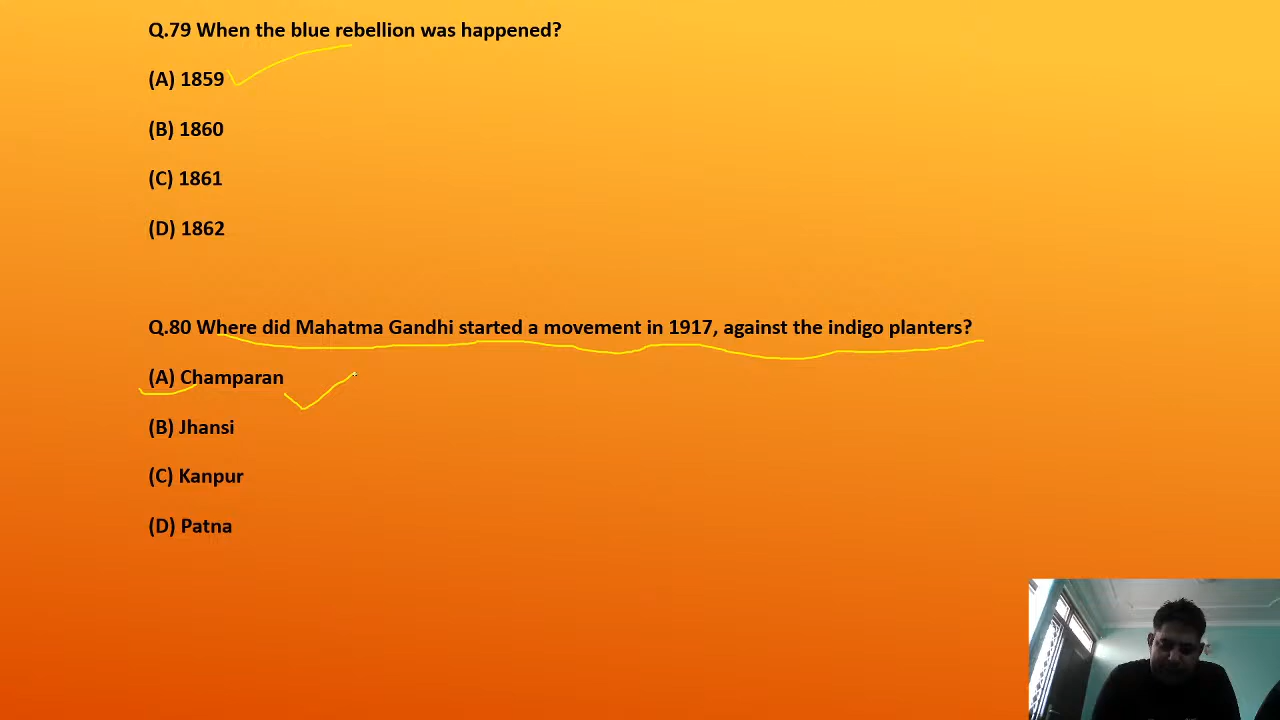 Q.79 When the blue rebellion was happened?
(A) 1859
(B) 1860
(C) 1861
(D) 1862
Q.80 Where did Mahatma Gandhi started a movement in 1917, against the indigo planters?
(A) Champaran
(B) Jhansi
(C) Kanpur
(D) Patna